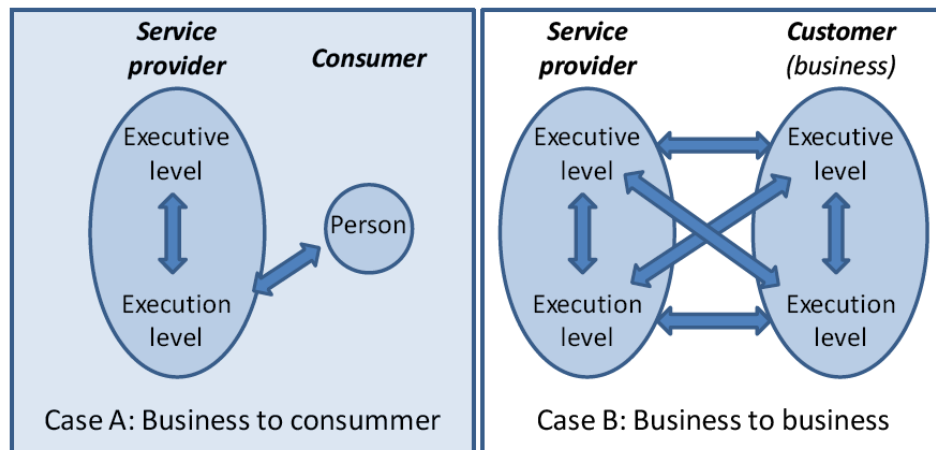 Service
provider
Consumer
Executive
level
Person
Execution
level
Case A: Business to consummer
Service
provider
Customer
(business)
Executive
level
Executive
level
Execution
level
Execution
level
Case B: Business to business